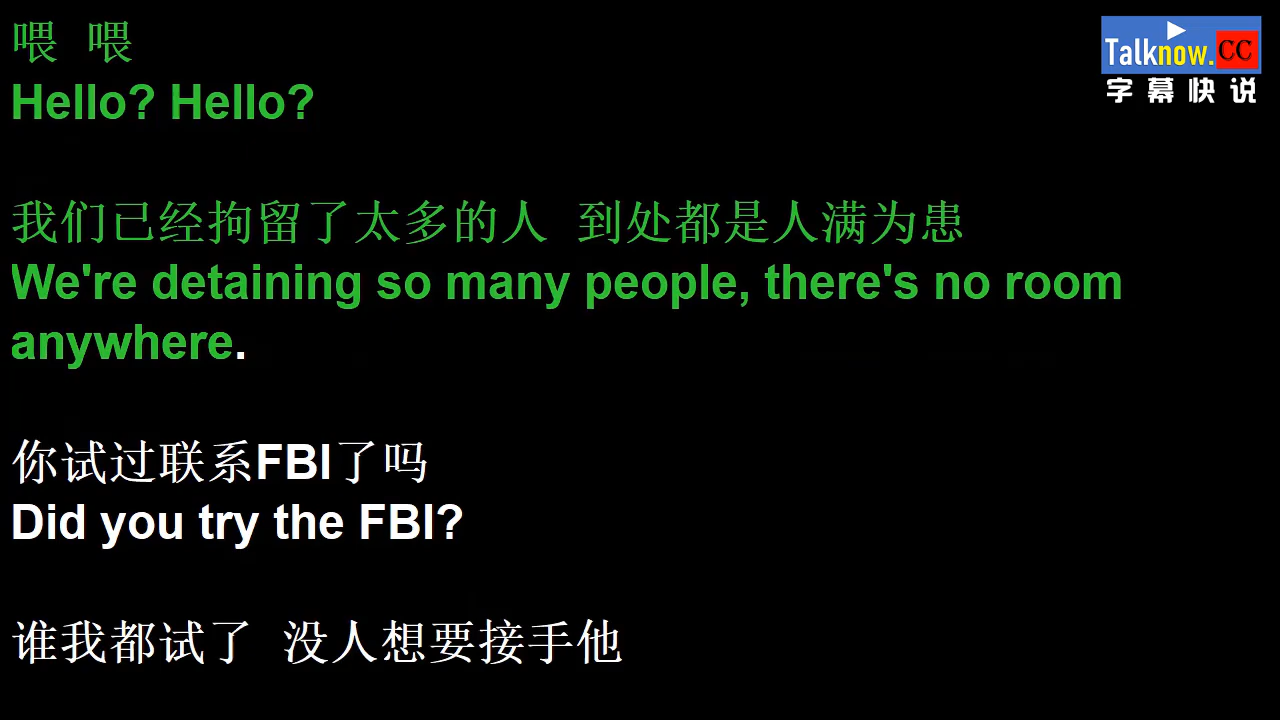 喂 喂
Talknow.CC
Hello? Hello?
字幕快说
我们已经拘留了太多的人 到处都是人满为患
We're detaining so many people, there's no room
anywhere.
你试过联系FBI了吗
Did you try the FBI?
谁我都试了 没人想要接手他